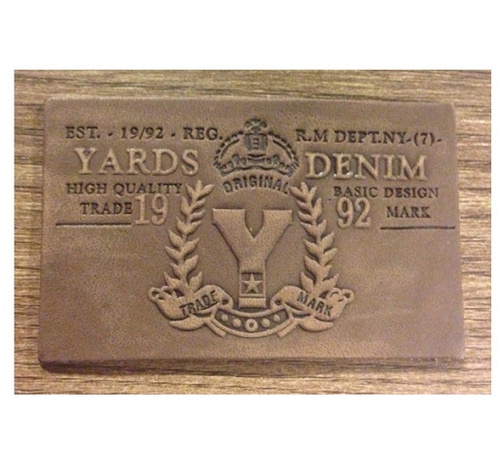 EST. - 19/92 - REG. R.M DEPT.NY-(7)-
YARDS DENIM
ORIGINAL
HIGH QUALITY BASIC DESIGN
TRADE 19 92 MARK
Y
TRADE MARK